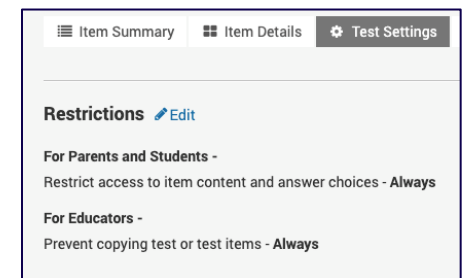 Item Summary Item Details Test Settings
Restrictions Edit
For Parents and Students -
Restrict access to item content and answer choices - Always
For Educators -
Prevent copying test or test items - Always